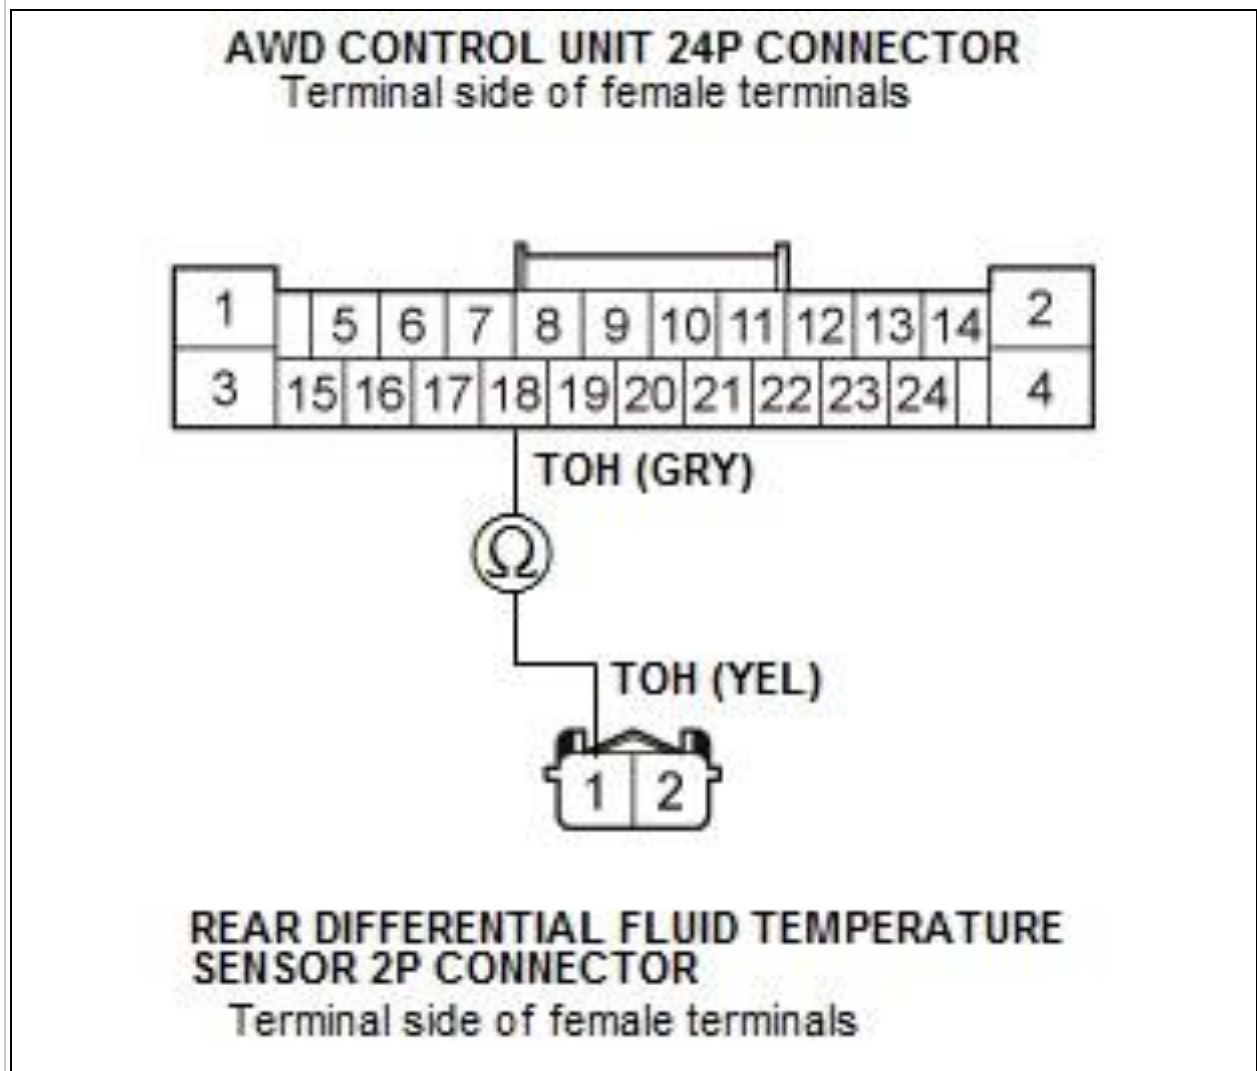 AWD CONTROL UNIT 24P CONNECTOR
Terminal side of female terminals
1 5 6 7 8 9 10 11 12 13 14 2
3 15 16 17 18 19 20 21 22 23 24 4
TOH (GRY)
Ω
TOH (YEL)
1 2
REAR DIFFERENTIAL FLUID TEMPERATURE
SENSOR 2P CONNECTOR
Terminal side of female terminals